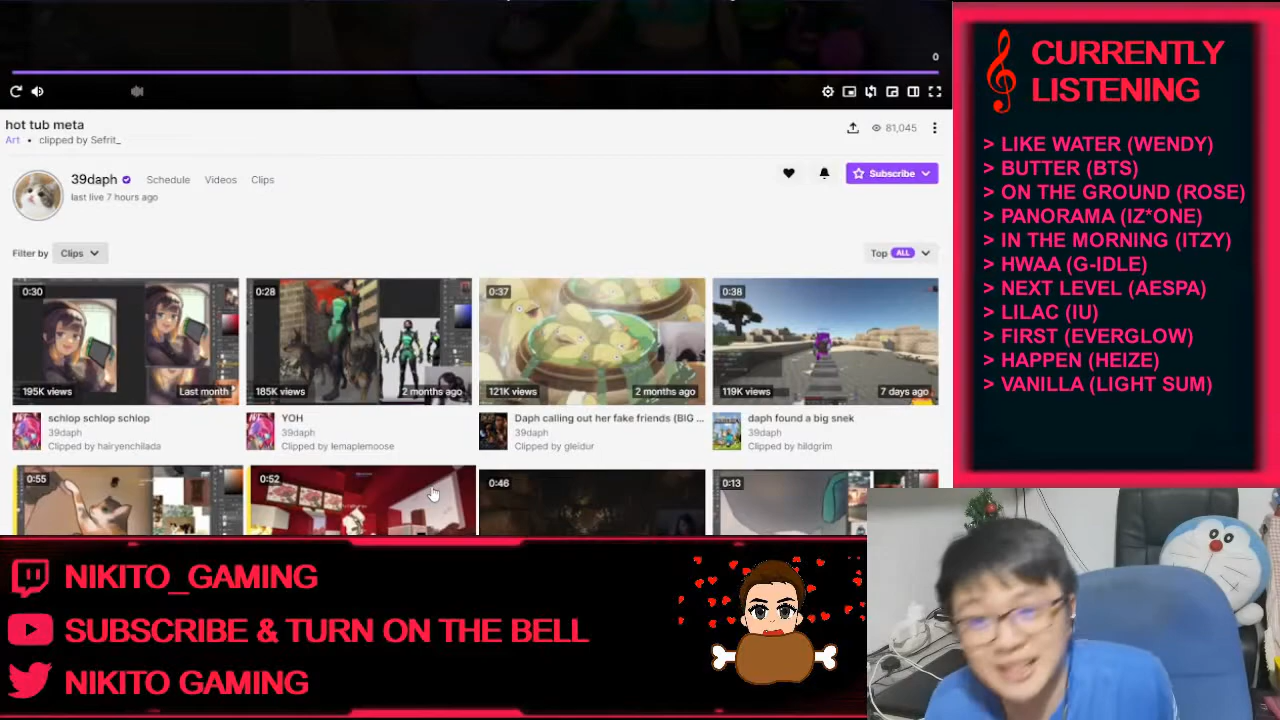 0
hot tub meta
Art • clipped by Sefrit_
81,045
39daph
Schedule
Videos
Clips
last live 7 hours ago
Subscribe
Filter by
Clips
Top ALL
0:30
195K views
Last month
schlop schlop schlop
39daph
Clipped by hairyenchilada
0:28
185K views
2 months ago
YOH
39daph
Clipped by lemaplemoose
0:37
121K views
2 months ago
Daph calling out her fake friends (BIG ...
39daph
Clipped by gleidur
0:38
119K views
7 days ago
daph found a big snek
39daph
Clipped by hildgrim
0:55
0:52
0:46
0:13
CURRENTLY
LISTENING
> LIKE WATER (WENDY)
> BUTTER (BTS)
> ON THE GROUND (ROSE)
> PANORAMA (IZ*ONE)
> IN THE MORNING (ITZY)
> HWAA (G-IDLE)
> NEXT LEVEL (AESPA)
> LILAC (IU)
> FIRST (EVERGLOW)
> HAPPEN (HEIZE)
> VANILLA (LIGHT SUM)
NIKITO_GAMING
SUBSCRIBE & TURN ON THE BELL
NIKITO GAMING